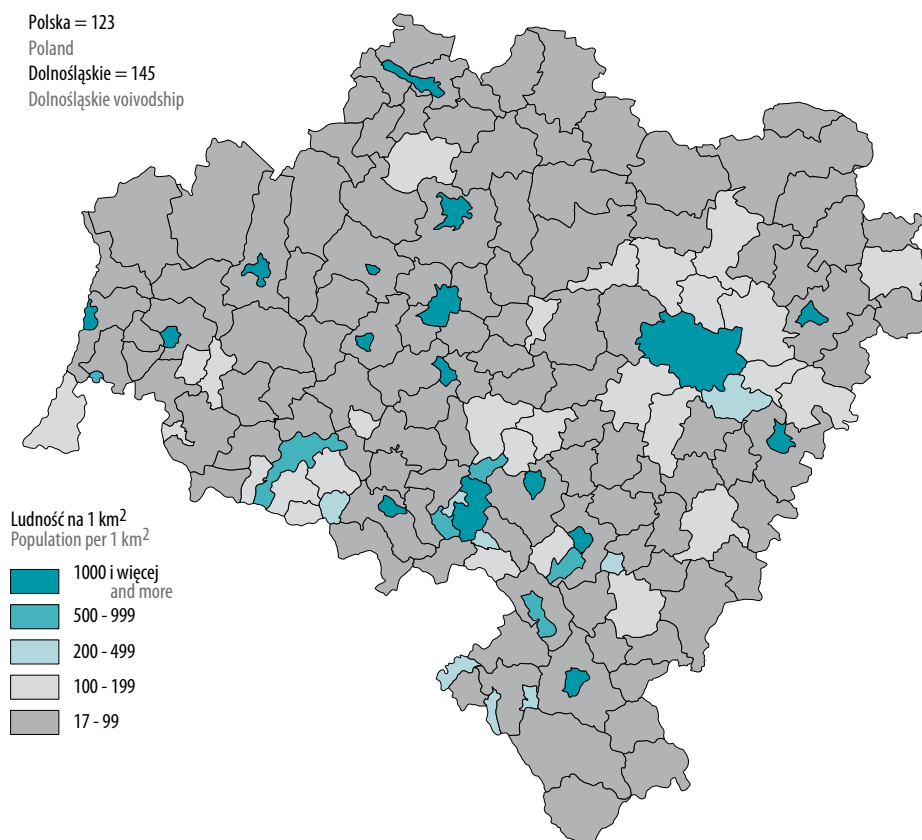 Polska = 123
Poland
Dolnośląskie = 145
Dolnośląskie voivodship
Ludność na 1 km²
Population per 1 km²
1000 i więcej
and more
500 - 999
200 - 499
100 - 199
17 - 99